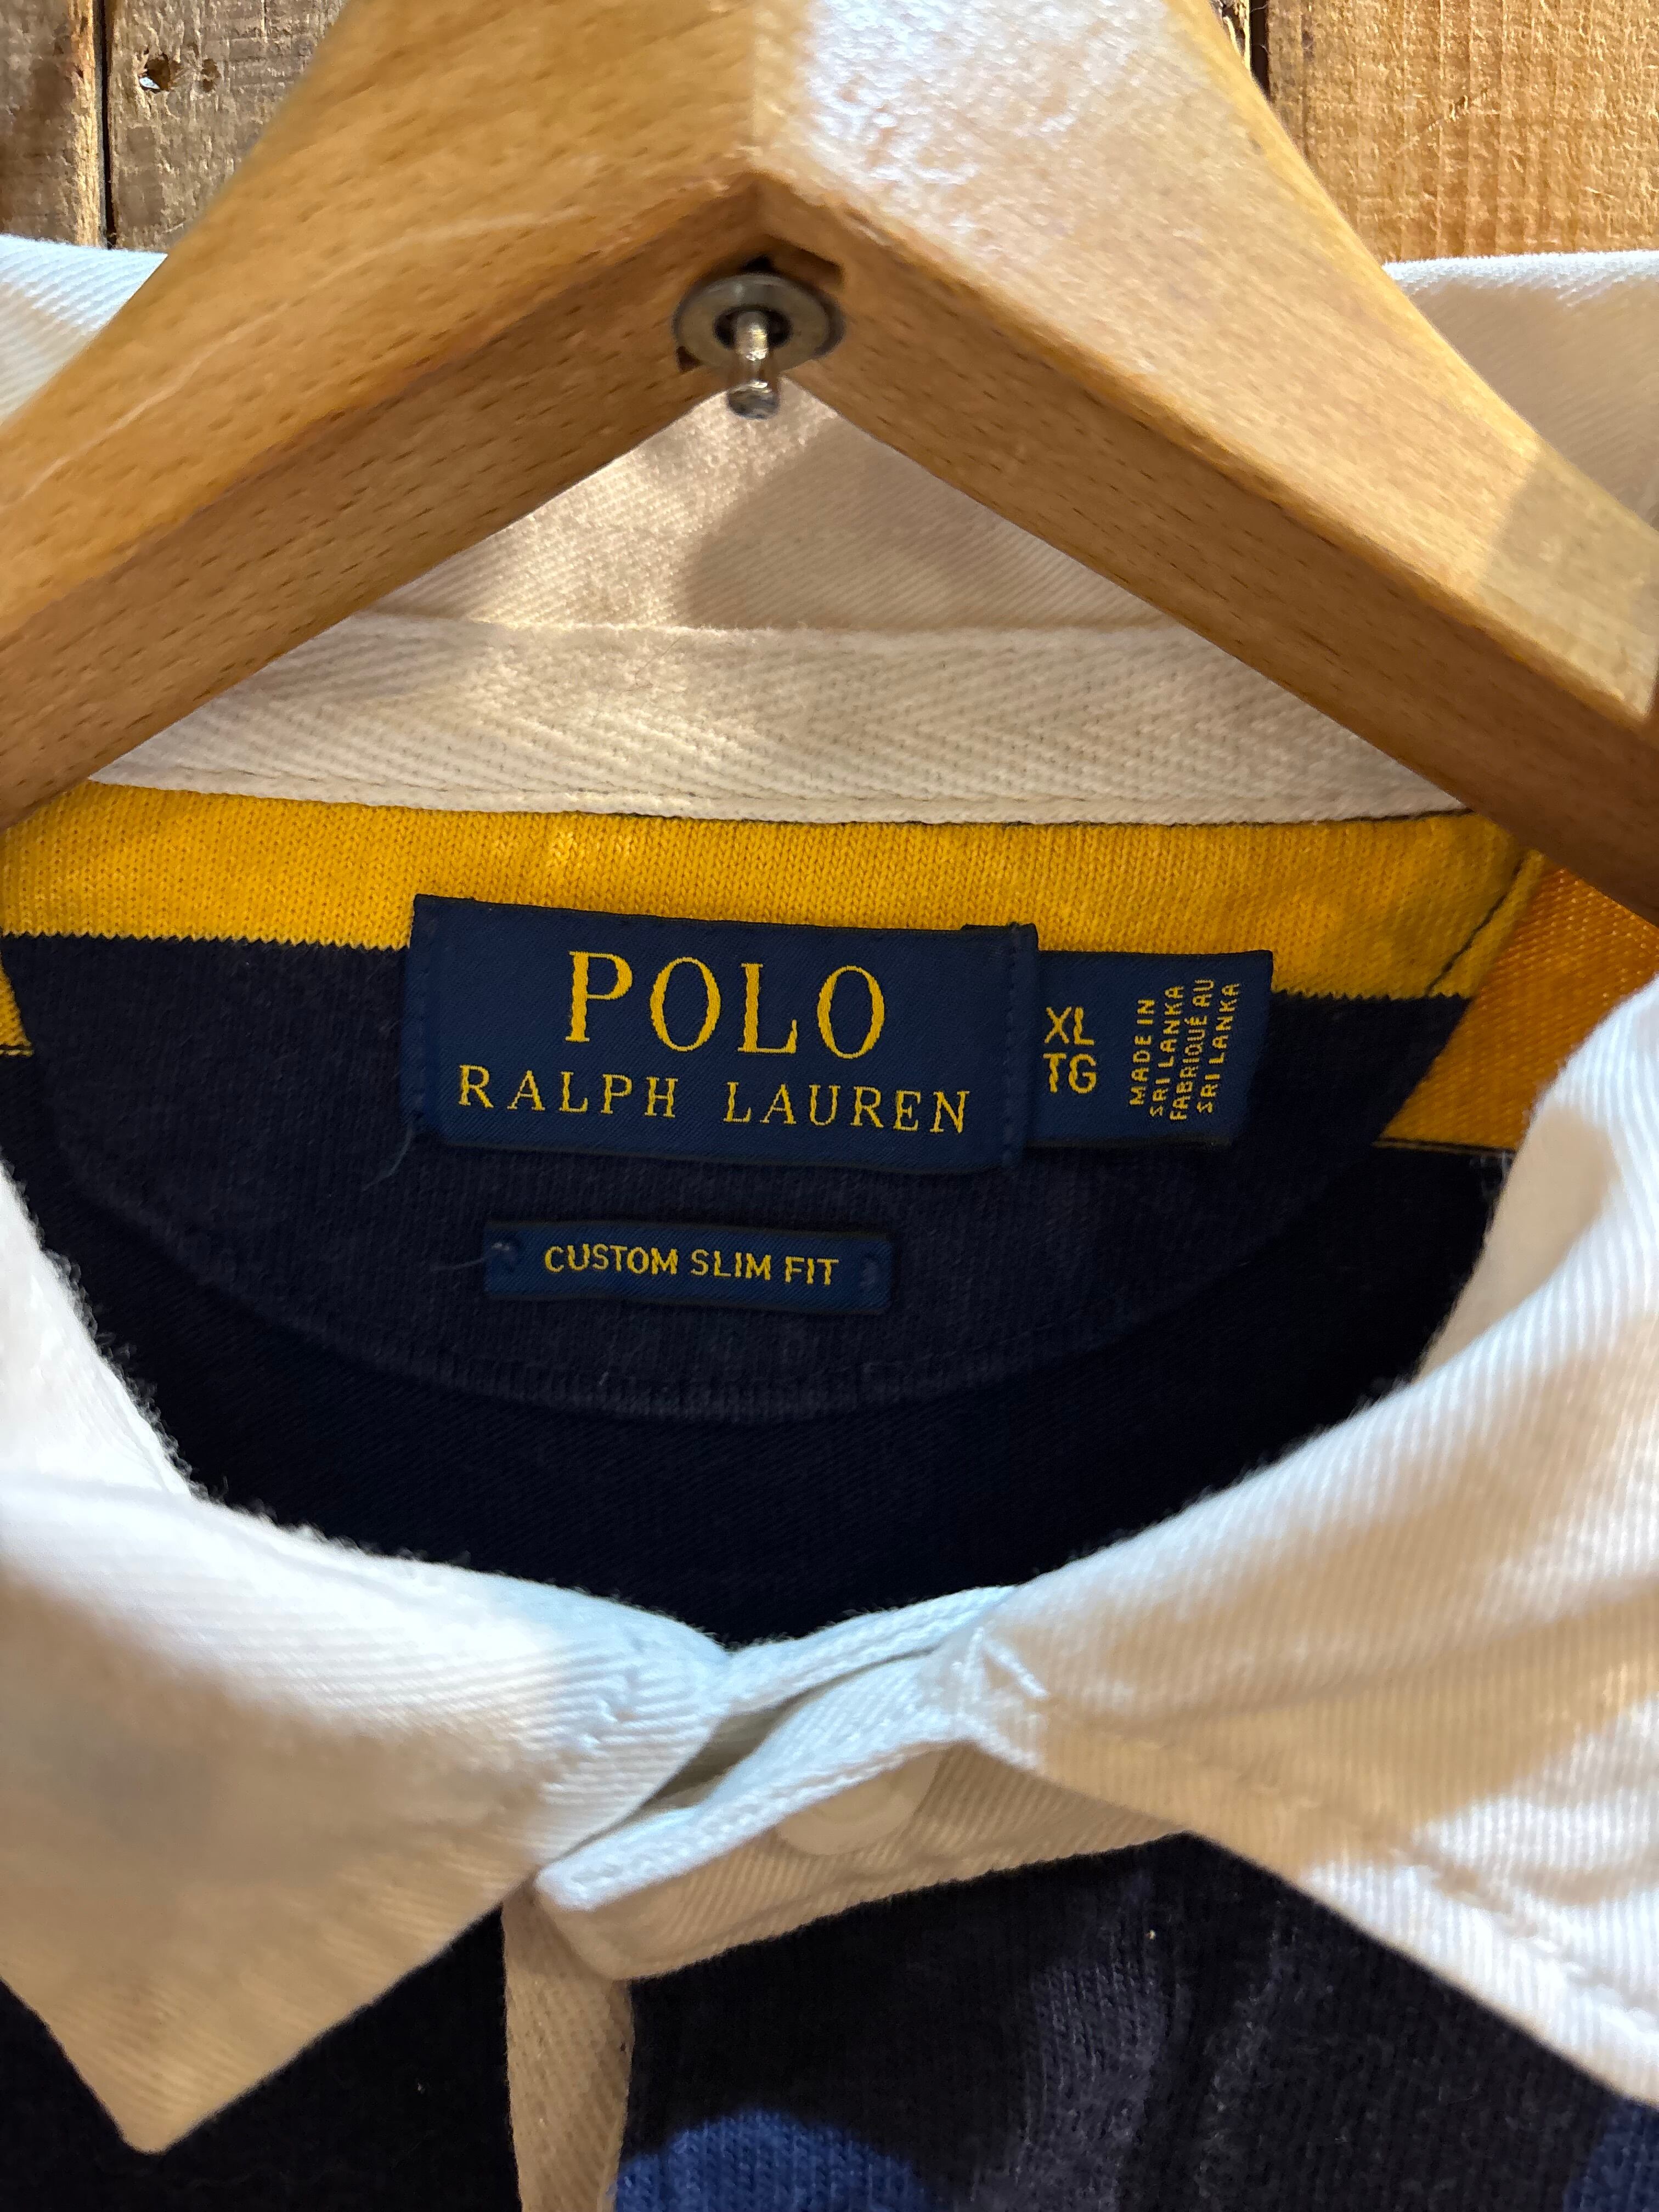 POLO
RALPH LAUREN
XL
TG
MADE IN
SRI LANKA
FABRIQUÉ AU
SRI LANKA
CUSTOM SLIM FIT